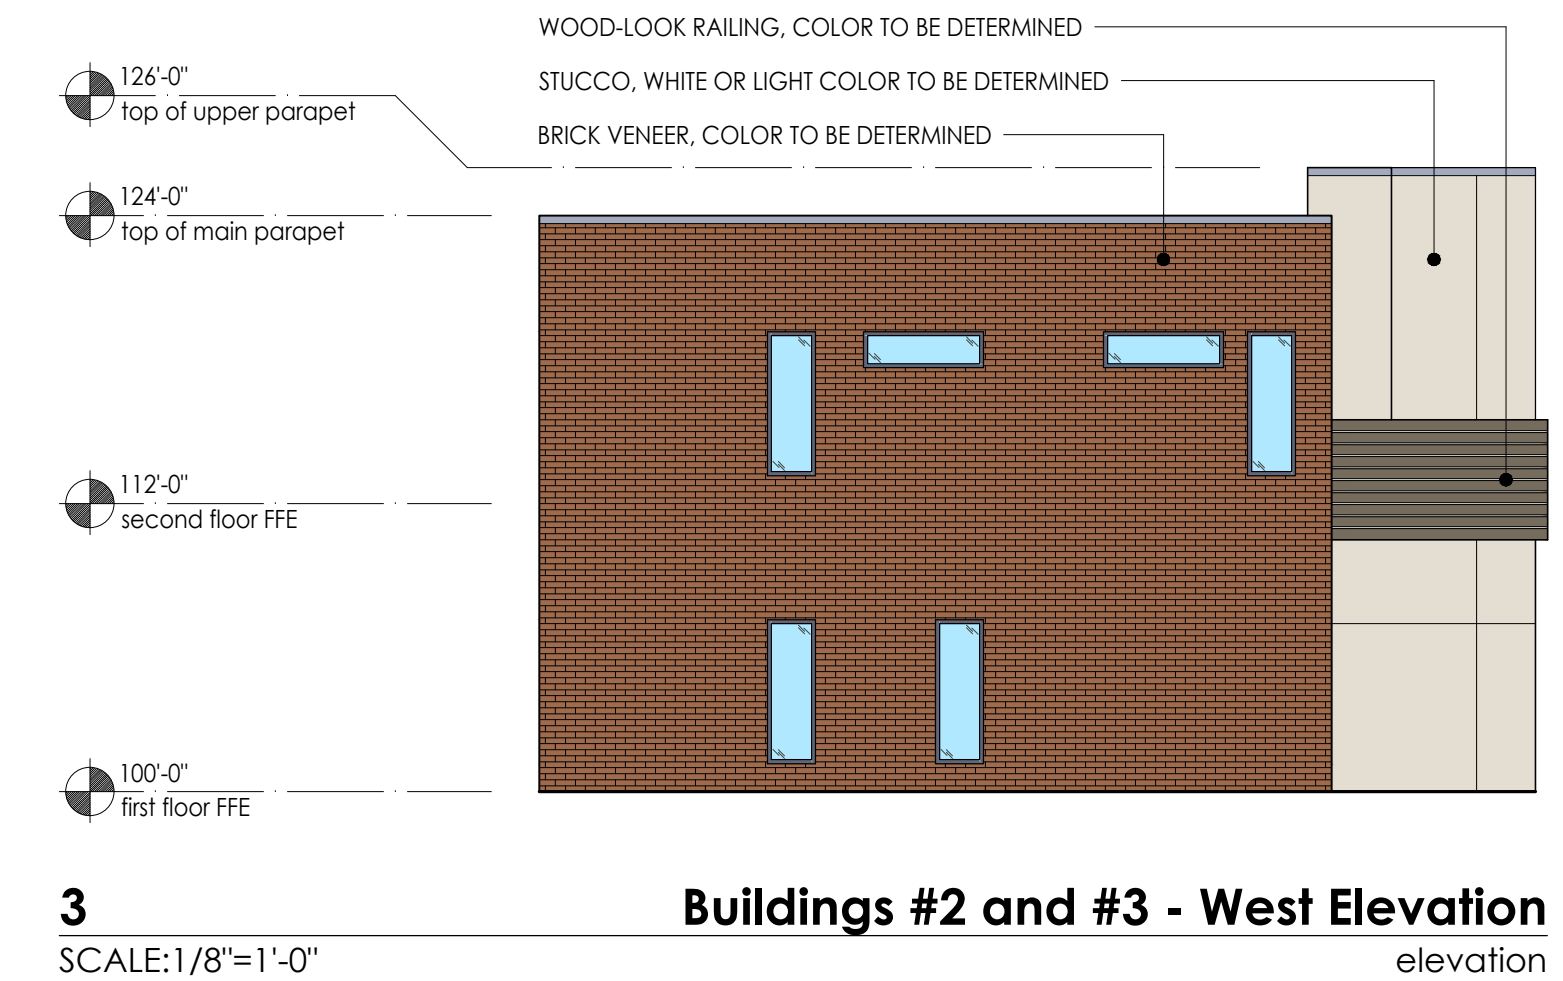 WOOD-LOOK RAILING, COLOR TO BE DETERMINED
126'-0"
top of upper parapet
STUCCO, WHITE OR LIGHT COLOR TO BE DETERMINED
BRICK VENEER, COLOR TO BE DETERMINED
124'-0"
top of main parapet
112'-0"
second floor FFE
100'-0"
first floor FFE
3
Buildings #2 and #3 - West Elevation
SCALE:1/8"=1'-0"
elevation